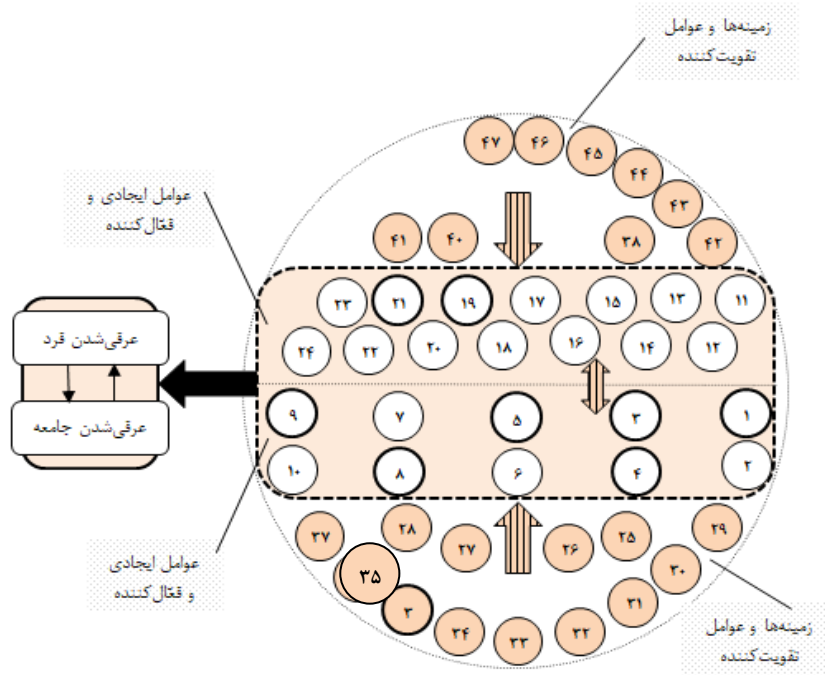 زمینه‌ها و عوامل
تقویت‌کننده
۴۷ ۴۶ ۴۵ ۴۴ ۴۳ ۴۲
عوامل ایجادی و
فعّال‌کننده
۴۱ ۴۰ ۳۸
۲۳ ۲۱ ۱۹ ۱۷ ۱۵ ۱۳ ۱۱
۲۴ ۲۲ ۲۰ ۱۸ ۱۶ ۱۴ ۱۲
عرفی‌شدن فرد
عرفی‌شدن جامعه
۹ ۷ ۵ ۳ ۱
۱۰ ۸ ۶ ۴ ۲
۳۷ ۲۸ ۲۷ ۲۶ ۲۵ ۲۹
عوامل ایجادی
و فعّال‌کننده
۳۵ ۳ ۳۴ ۳۳ ۳۲ ۳۱ ۳۰
زمینه‌ها و عوامل
تقویت‌کننده